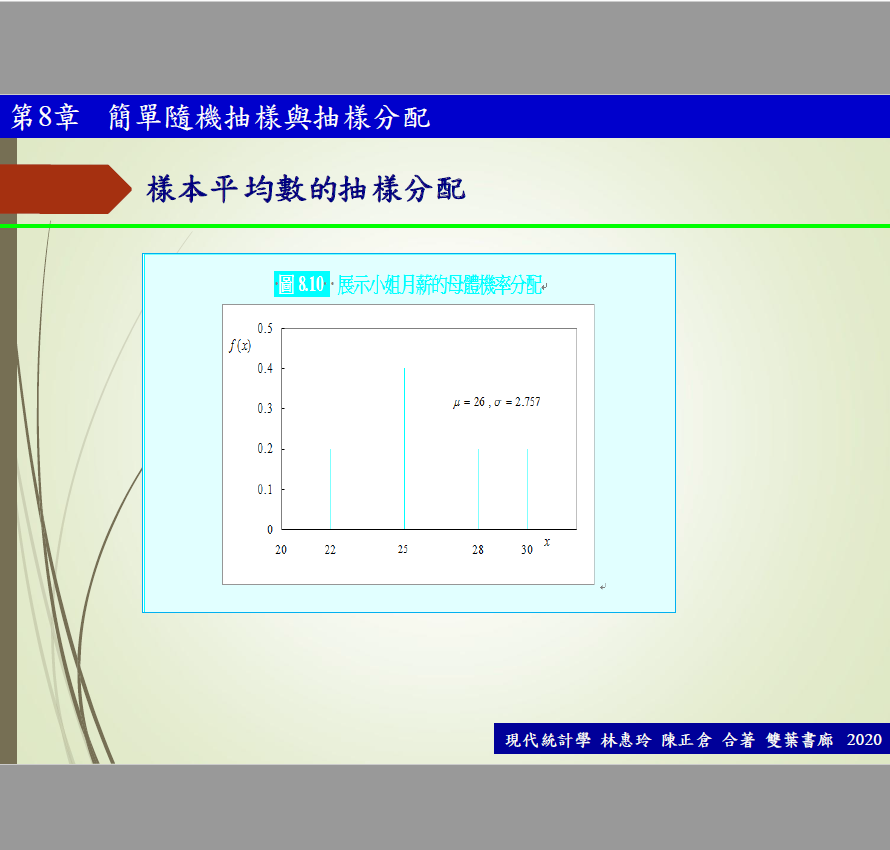 第8章 簡單隨機抽樣與抽樣分配
樣本平均數的抽樣分配
圖 8.10 展示小姐月薪的母體機率分配
0.5
f(x)
0.4
μ = 26 , σ = 2.757
0.3
0.2
0.1
0
x
20 22 25 28 30
現代統計學 林惠玲 陳正倉 合著 雙葉書廊 2020